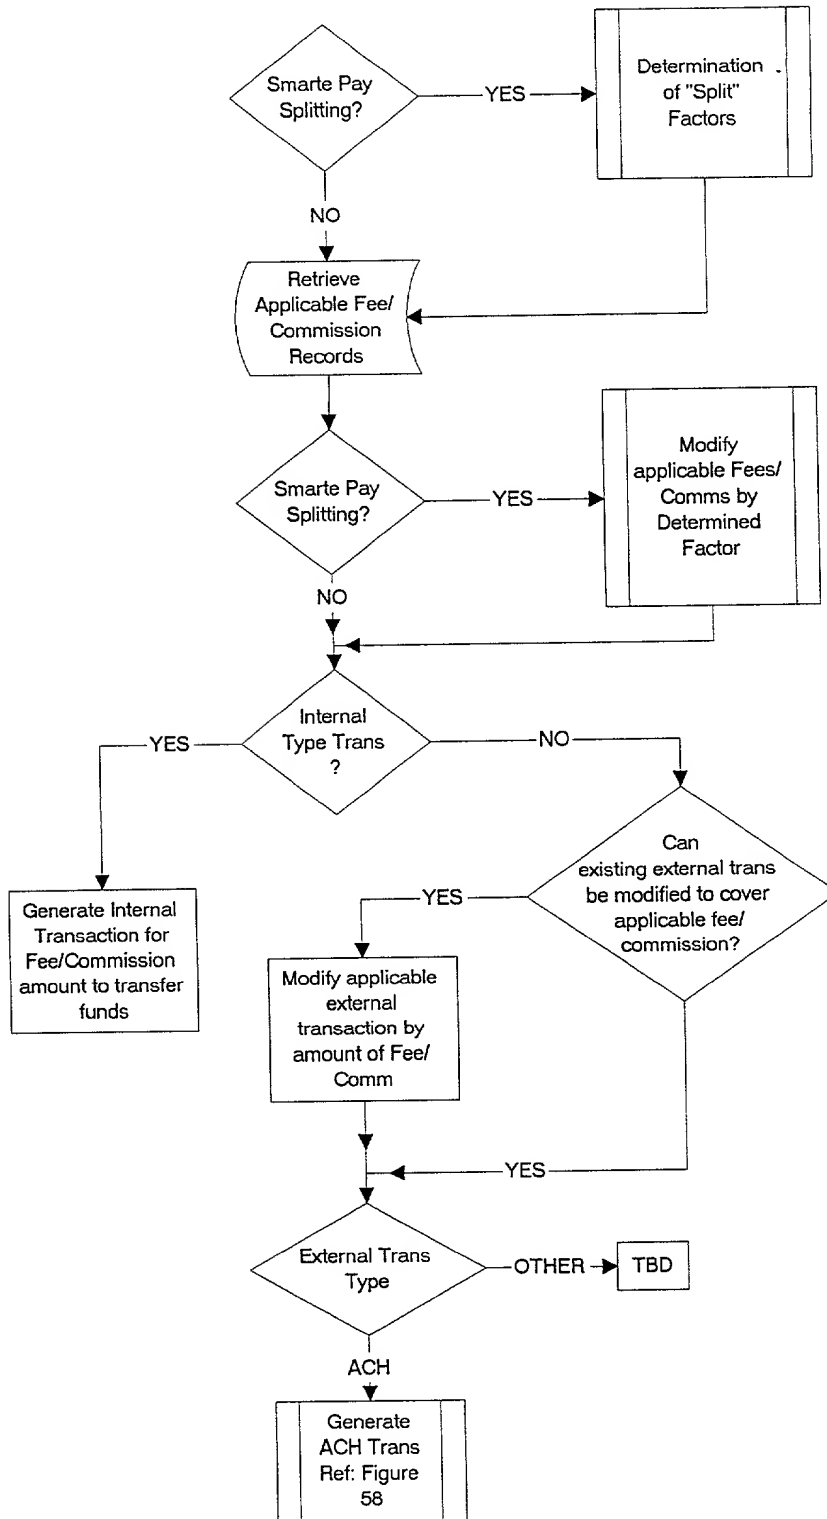 Smarte Pay
Splitting?
YES
Determination
of "Split"
Factors
NO
Retrieve
Applicable Fee/
Commission
Records
Smarte Pay
Splitting?
YES
Modify
applicable Fees/
Comms by
Determined
Factor
NO
Internal
Type Trans
?
YES
NO
Can
existing external trans
be modified to cover
applicable fee/
commission?
YES
Generate Internal
Transaction for
Fee/Commission
amount to transfer
funds
Modify applicable
external
transaction by
amount of Fee/
Comm
YES
External Trans
Type
OTHER
TBD
ACH
Generate
ACH Trans
Ref: Figure
58